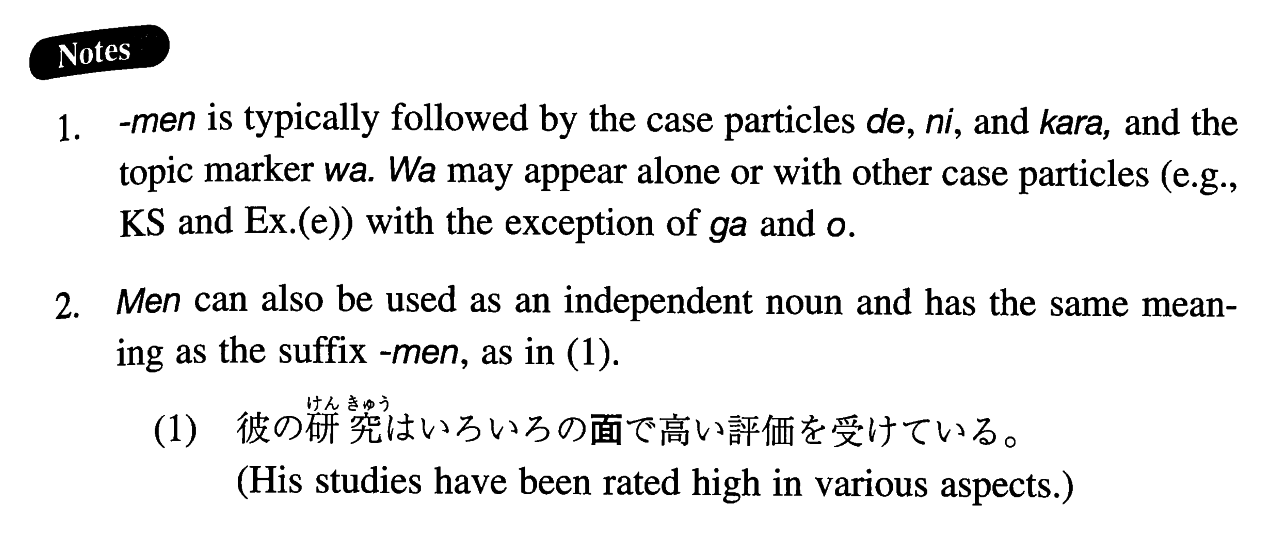 Notes
1. -men is typically followed by the case particles de, ni, and kara, and the
topic marker wa. Wa may appear alone or with other case particles (e.g.,
KS and Ex.(e)) with the exception of ga and o.
2. Men can also be used as an independent noun and has the same mean-
ing as the suffix -men, as in (1).
けん きゅう
(1) 彼の研究はいろいろの面で高い評価を受けている。
(His studies have been rated high in various aspects.)